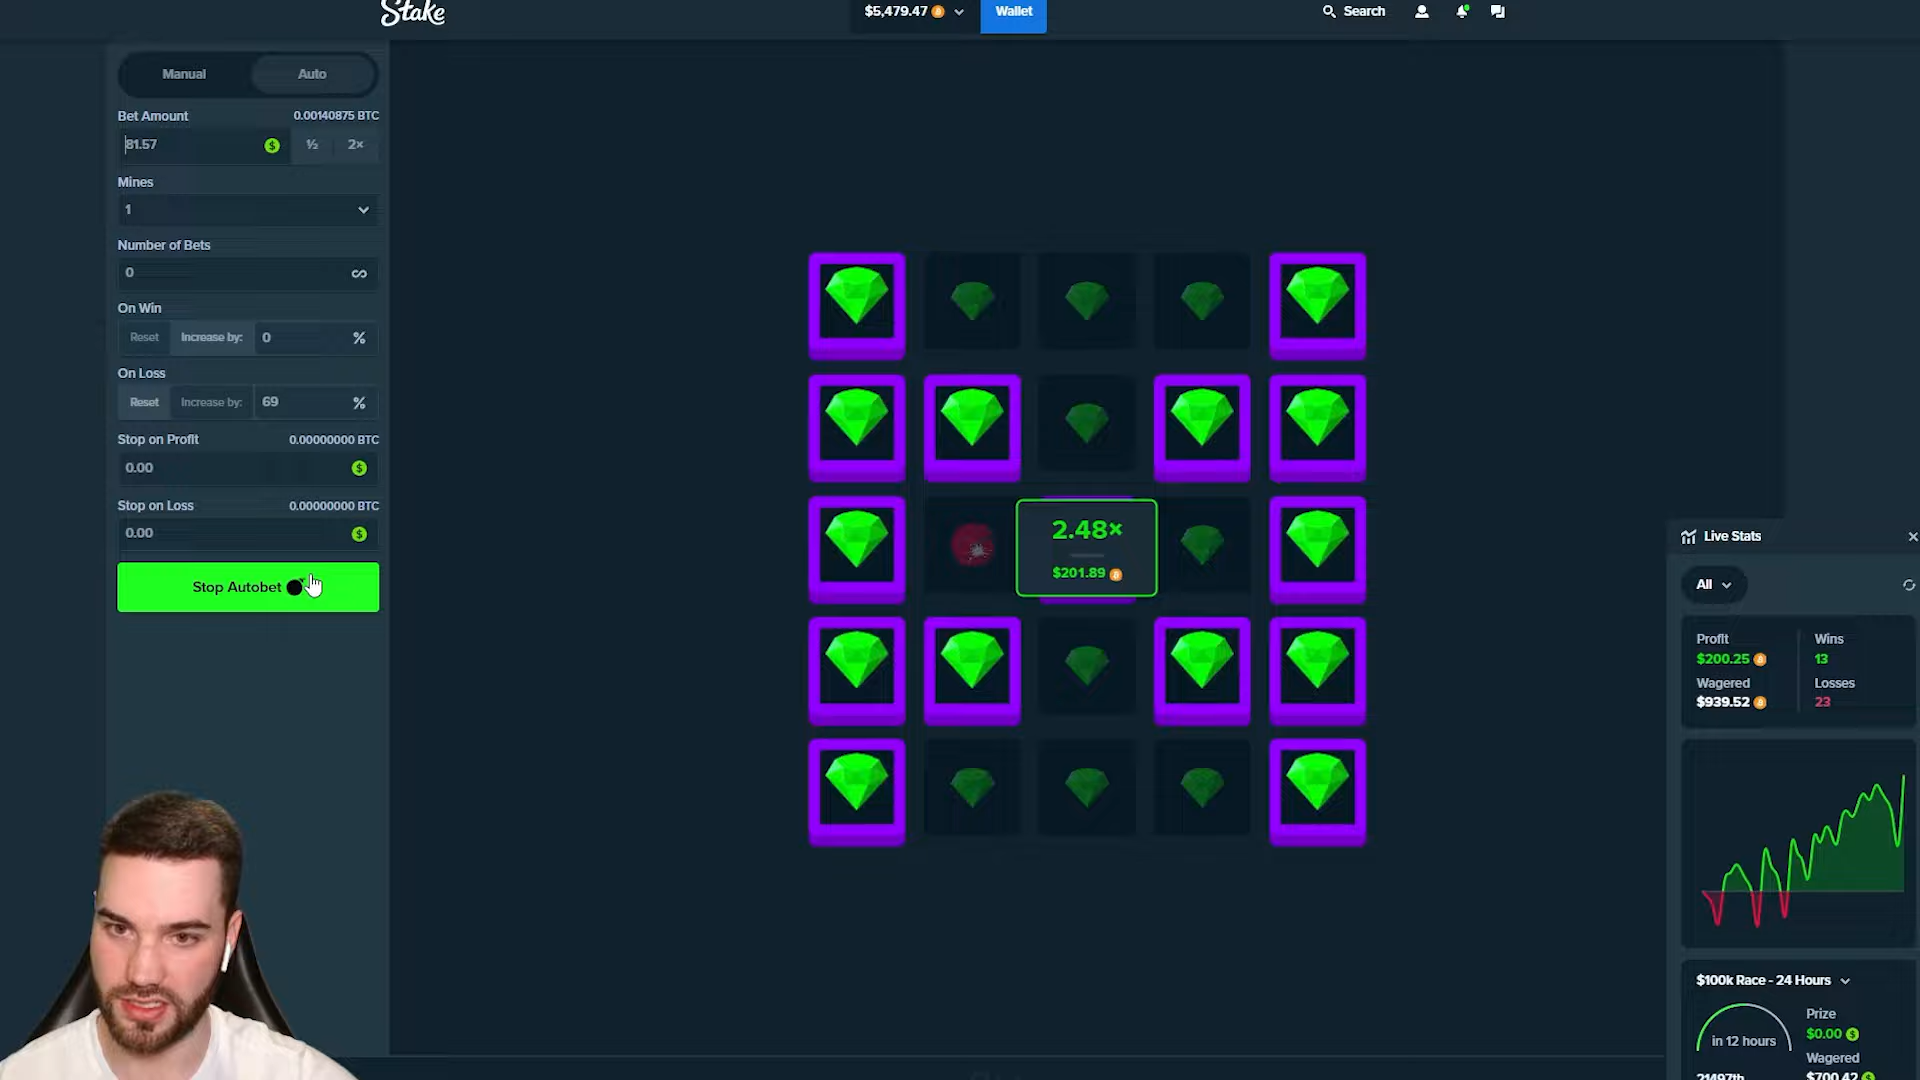 Stake
$5,479.47
Wallet
Search
Manual
Auto
Bet Amount
0.00140875 BTC
81.57
½
2×
Mines
1
Number of Bets
0
∞
On Win
Reset
Increase by:
0
%
On Loss
Reset
Increase by:
69
%
Stop on Profit
0.00000000 BTC
0.00
Stop on Loss
0.00000000 BTC
0.00
Stop Autobet
2.48×
$201.89
Live Stats
All
Profit
Wins
$200.25
13
Wagered
Losses
$939.52
23
$100k Race - 24 Hours
Prize
$0.00
in 12 hours
Wagered
21497th
$700.42